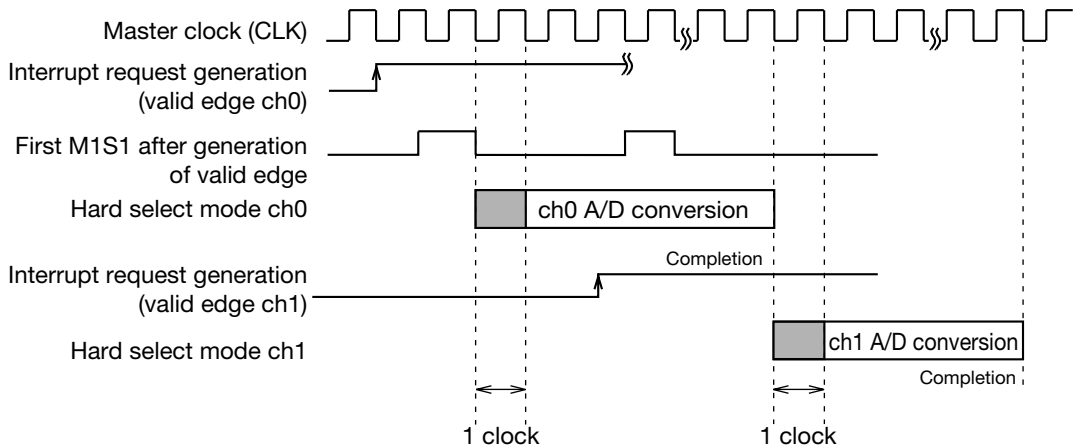 Master clock (CLK)
Interrupt request generation
(valid edge ch0)
First M1S1 after generation
of valid edge
Hard select mode ch0
ch0 A/D conversion
Interrupt request generation
(valid edge ch1)
Completion
Hard select mode ch1
ch1 A/D conversion
Completion
1 clock
1 clock